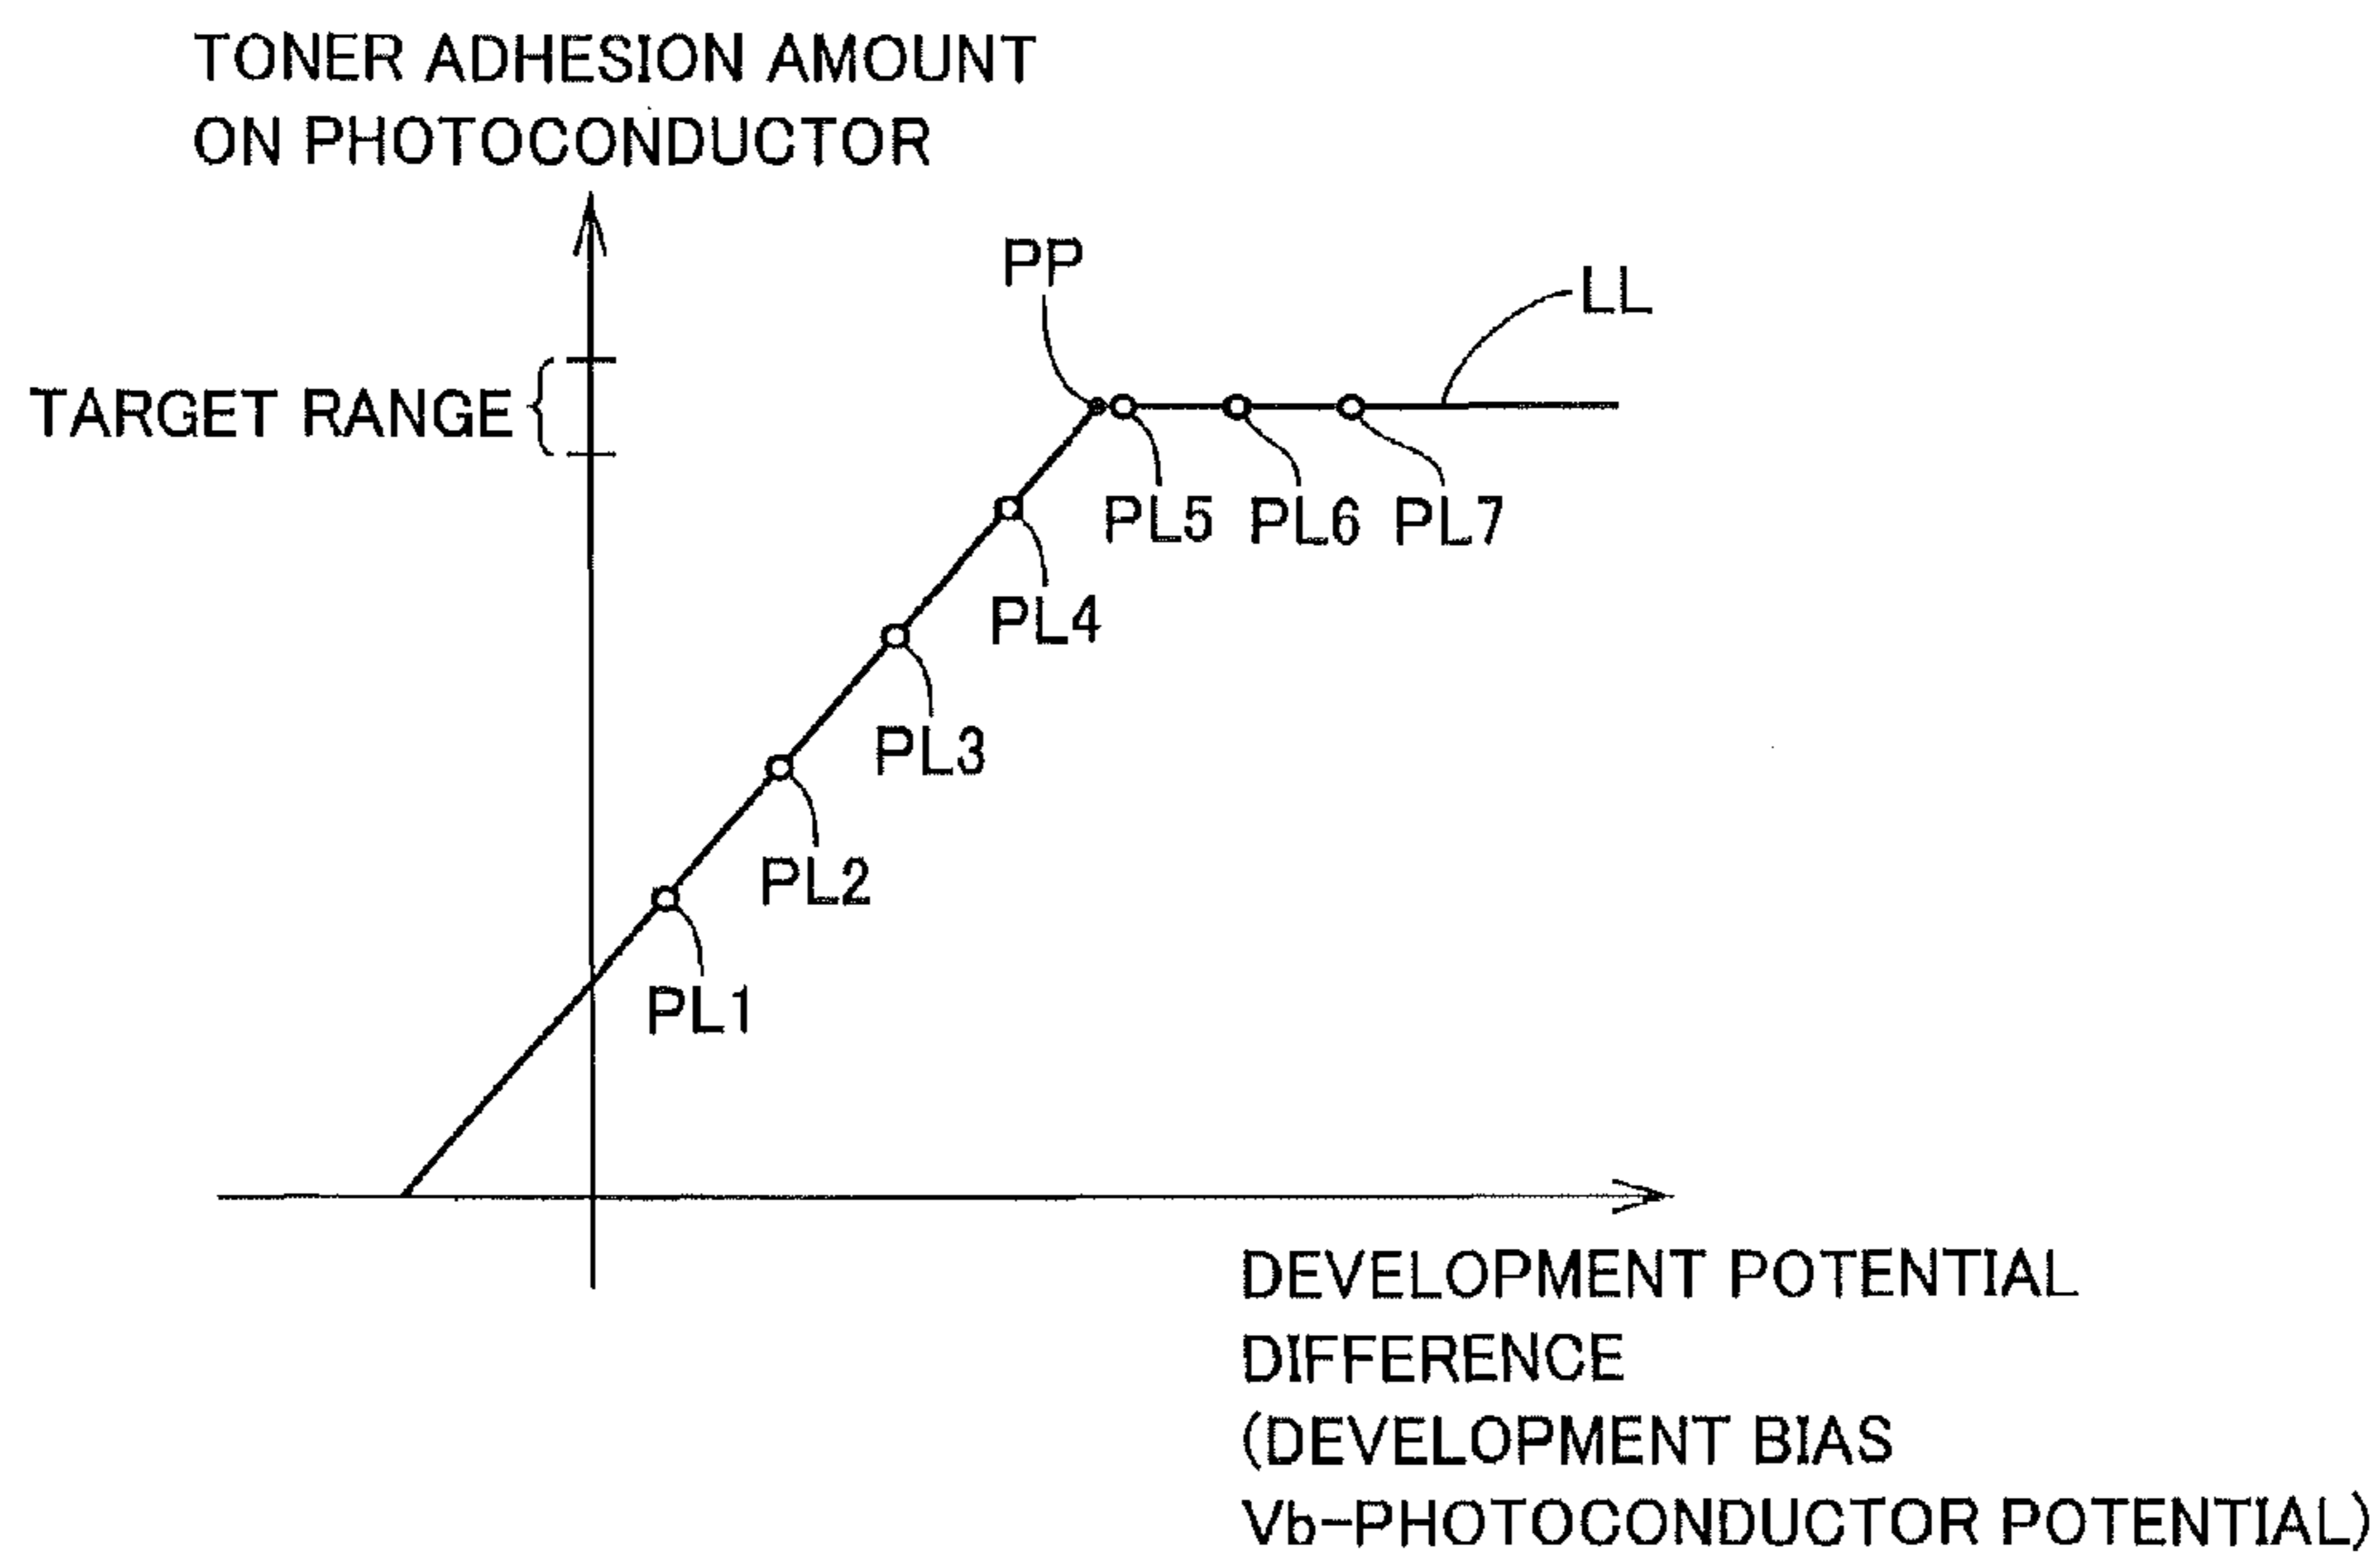 TONER ADHESION AMOUNT
ON PHOTOCONDUCTOR
PP
LL
TARGET RANGE
PL5 PL6 PL7
PL4
PL3
PL2
PL1
DEVELOPMENT POTENTIAL
DIFFERENCE
(DEVELOPMENT BIAS
Vb-PHOTOCONDUCTOR POTENTIAL)